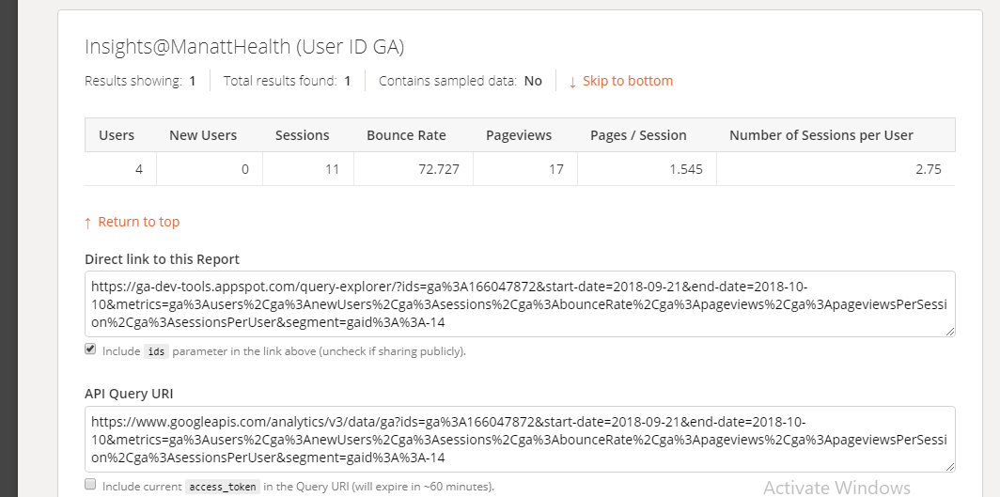 Insights@ManattHealth (User ID GA)
Results showing: 1 Total results found: 1 Contains sampled data: No ↓ Skip to bottom
Users New Users Sessions Bounce Rate Pageviews Pages / Session Number of Sessions per User
4 0 11 72.727 17 1.545 2.75
↑ Return to top
Direct link to this Report
https://ga-dev-tools.appspot.com/query-explorer/?ids=ga%3A166047872&start-date=2018-09-21&end-date=2018-10-
10&metrics=ga%3Ausers%2Cga%3AnewUsers%2Cga%3Asessions%2Cga%3AbounceRate%2Cga%3Apageviews%2Cga%3ApageviewsPerSessi
on%2Cga%3AsessionsPerUser&segment=gaid%3A%3A-14
Include ids parameter in the link above (uncheck if sharing publicly).
API Query URI
https://www.googleapis.com/analytics/v3/data/ga?ids=ga%3A166047872&start-date=2018-09-21&end-date=2018-10-
10&metrics=ga%3Ausers%2Cga%3AnewUsers%2Cga%3Asessions%2Cga%3AbounceRate%2Cga%3Apageviews%2Cga%3ApageviewsPerSessi
on%2Cga%3AsessionsPerUser&segment=gaid%3A%3A-14
Include current access_token in the Query URI (will expire in ~60 minutes).
Activate Windows